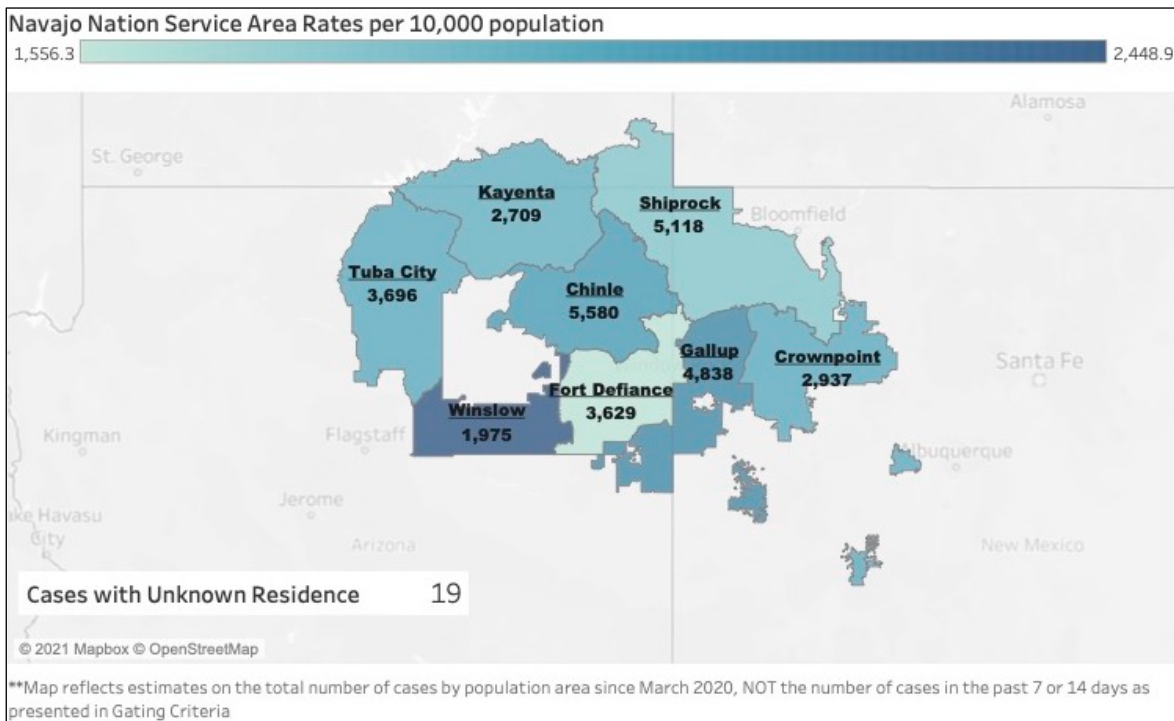 Navajo Nation Service Area Rates per 10,000 population
1,556.3
2,448.9
Alamosa
St. George
Kayenta
2,709
Shiprock
5,118
Bloomfield
Tuba City
3,696
Chinle
5,580
Gallup
4,838
Crownpoint
2,937
Santa Fe
Fort Defiance
3,629
Winslow
1,975
Kingman
Flagstaff
Albuquerque
Jerome
ake Havasu
City
Arizona
New Mexico
Cases with Unknown Residence 19
© 2021 Mapbox © OpenStreetMap
**Map reflects estimates on the total number of cases by population area since March 2020, NOT the number of cases in the past 7 or 14 days as
presented in Gating Criteria